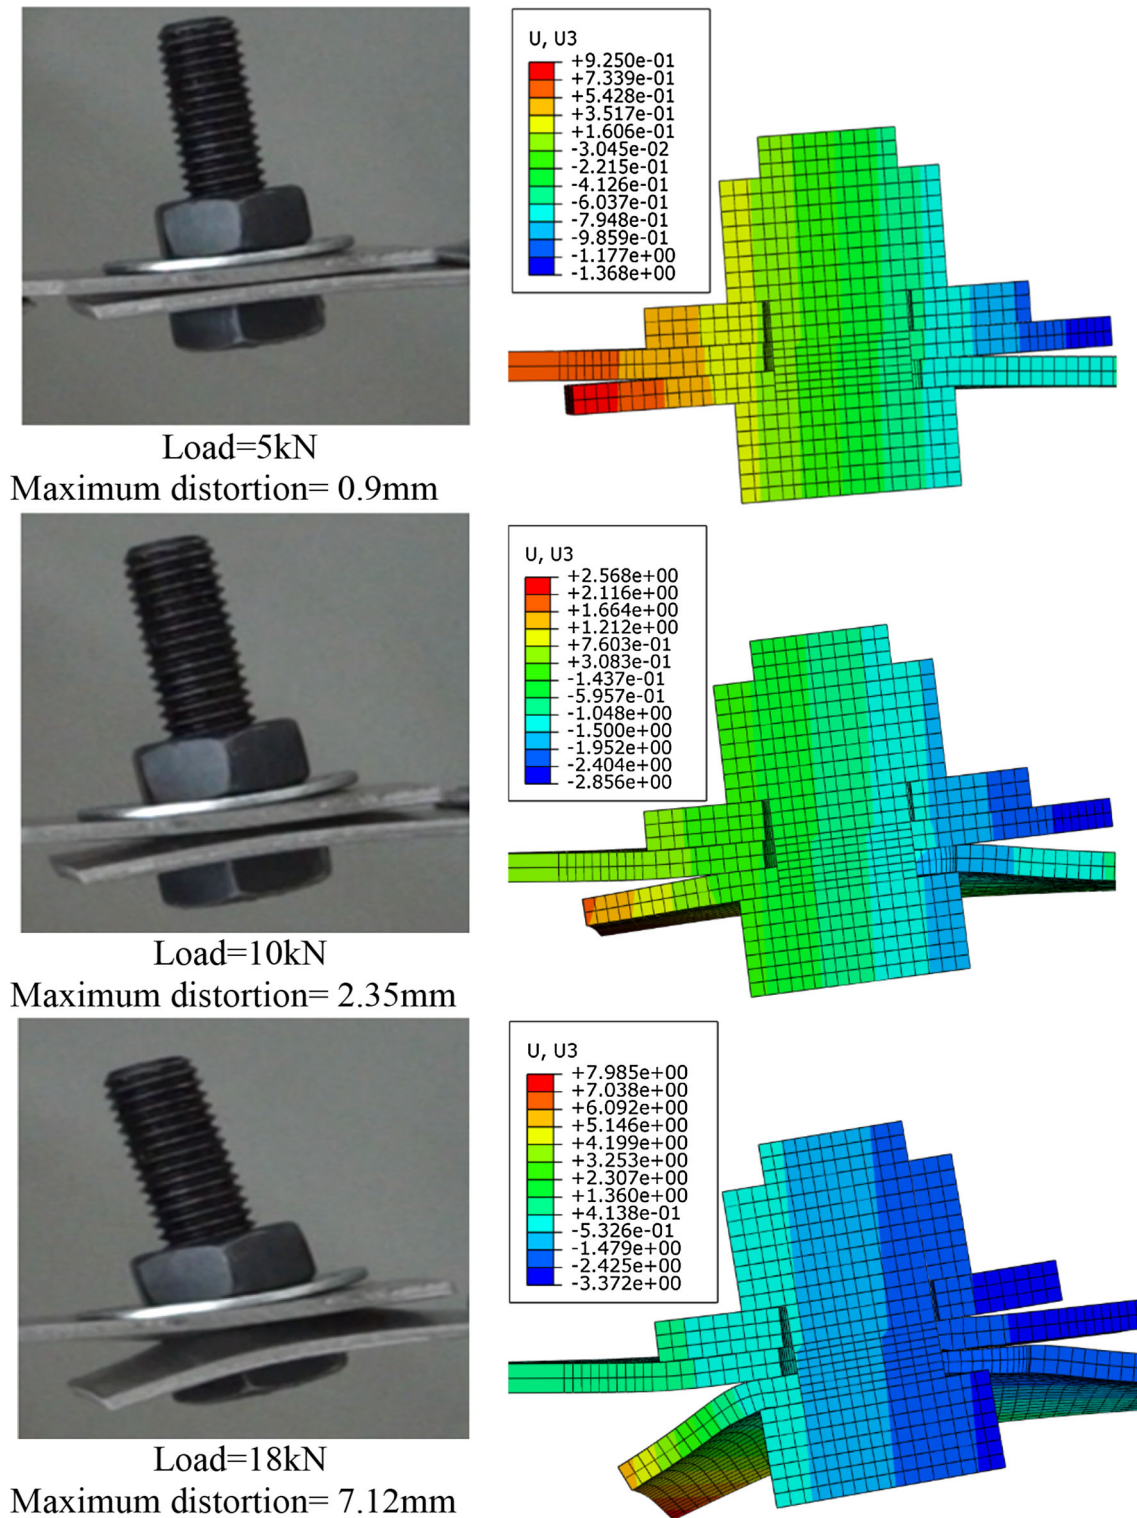 U, U3
+9.250e-01
+7.339e-01
+5.428e-01
+3.517e-01
+1.606e-01
-3.045e-02
-2.215e-01
-4.126e-01
-6.037e-01
-7.948e-01
-9.859e-01
-1.177e+00
-1.368e+00
Load=5kN
Maximum distortion= 0.9mm
U, U3
+2.568e+00
+2.116e+00
+1.664e+00
+1.212e+00
+7.603e-01
+3.083e-01
-1.437e-01
-5.957e-01
-1.048e+00
-1.500e+00
-1.952e+00
-2.404e+00
-2.856e+00
Load=10kN
Maximum distortion= 2.35mm
U, U3
+7.985e+00
+7.038e+00
+6.092e+00
+5.146e+00
+4.199e+00
+3.253e+00
+2.307e+00
+1.360e+00
+4.138e-01
-5.326e-01
-1.479e+00
-2.425e+00
-3.372e+00
Load=18kN
Maximum distortion= 7.12mm